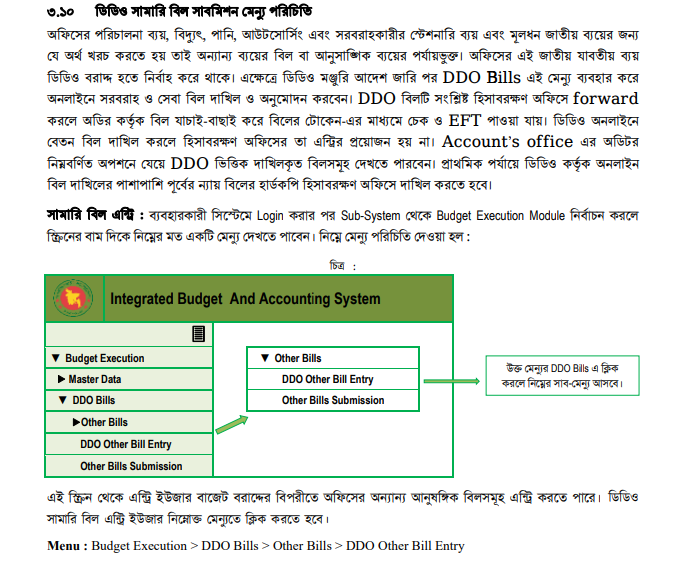 ৩.১০ ডিডিও সামারি বিল সাবমিশন মেন্যু পরিচিতি
অফিসের পরিচালনা ব্যয়, বিদ্যুৎ, পানি, আউটসোর্সিং এবং সরবরাহকারীর স্টেশনারি ব্যয় এবং মূলধন জাতীয় ব্যয়ের জন্য
যে অর্থ খরচ করতে হয় তাই অন্যান্য ব্যয়ের বিল বা আনুসাঙ্গিক ব্যয়ের পর্যায়ভুক্ত। অফিসের এই জাতীয় যাবতীয় ব্যয়
ডিডিও বরাদ্দ হতে নির্বাহ করে থাকে। এক্ষেত্রে ডিডিও মঞ্জুরি আদেশ জারি পর DDO Bills এই মেন্যু ব্যবহার করে
অনলাইনে সরবরাহ ও সেবা বিল দাখিল ও অনুমোদন করবেন। DDO বিলটি সংশ্লিষ্ট হিসাবরক্ষণ অফিসে forward
করলে অডির কর্তৃক বিল যাচাই-বাছাই করে বিলের টোকেন-এর মাধ্যমে চেক ও EFT পাওয়া যায়। ডিডিও অনলাইনে
বেতন বিল দাখিল করলে হিসাবরক্ষণ অফিসের তা এন্ট্রির প্রয়োজন হয় না। Account's office এর অডিটর
নিম্নবর্ণিত অপশনে যেয়ে DDO ভিত্তিক দাখিলকৃত বিলসমূহ দেখতে পারবেন। প্রাথমিক পর্যায়ে ডিডিও কর্তৃক অনলাইন
বিল দাখিলের পাশাপাশি পূর্বের ন্যায় বিলের হার্ডকপি হিসাবরক্ষণ অফিসে দাখিল করতে হবে।
সামারি বিল এন্ট্রি : ব্যবহারকারী সিস্টেমে Login করার পর Sub-System থেকে Budget Execution Module নির্বাচন করলে
স্ক্রিনের বাম দিকে নিম্নের মত একটি মেন্যু দেখতে পাবেন। নিম্নে মেন্যু পরিচিতি দেওয়া হল :
চিত্র :
Integrated Budget And Accounting System
▼ Budget Execution
▶ Master Data
▼ DDO Bills
▶Other Bills
DDO Other Bill Entry
Other Bills Submission
▼ Other Bills
DDO Other Bill Entry
Other Bills Submission
উক্ত মেন্যুর DDO Bills এ ক্লিক
করলে নিম্নের সাব-মেন্যু আসবে।
এই স্ক্রিন থেকে এন্ট্রি ইউজার বাজেট বরাদ্দের বিপরীতে অফিসের অন্যান্য আনুষঙ্গিক বিলসমূহ এন্ট্রি করতে পারে। ডিডিও
সামারি বিল এন্ট্রি ইউজার নিম্নোক্ত মেন্যুতে ক্লিক করতে হবে।
Menu : Budget Execution > DDO Bills > Other Bills > DDO Other Bill Entry